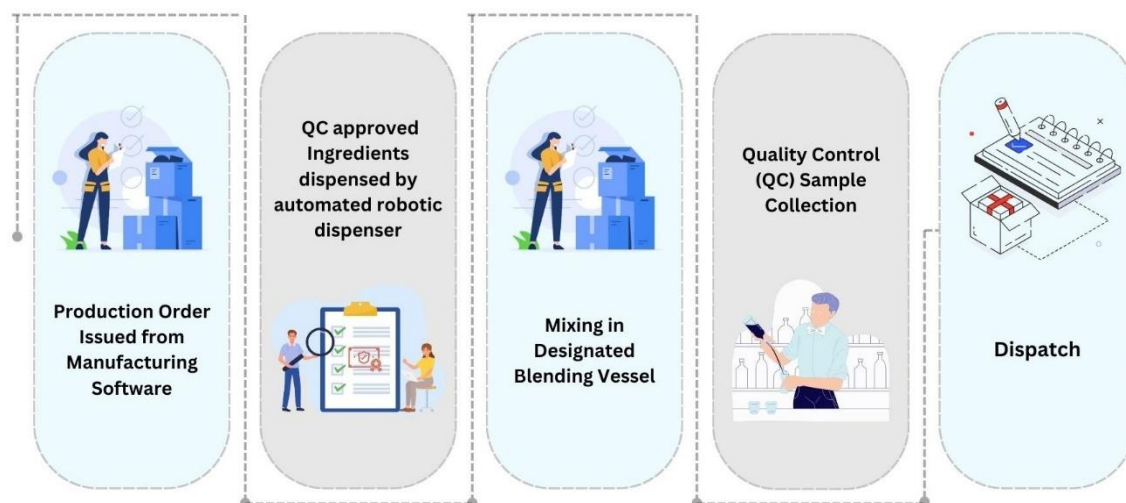 Production Order
Issued from
Manufacturing
Software
QC approved
Ingredients
dispensed by
automated robotic
dispenser
Mixing in
Designated
Blending Vessel
Quality Control
(QC) Sample
Collection
Dispatch